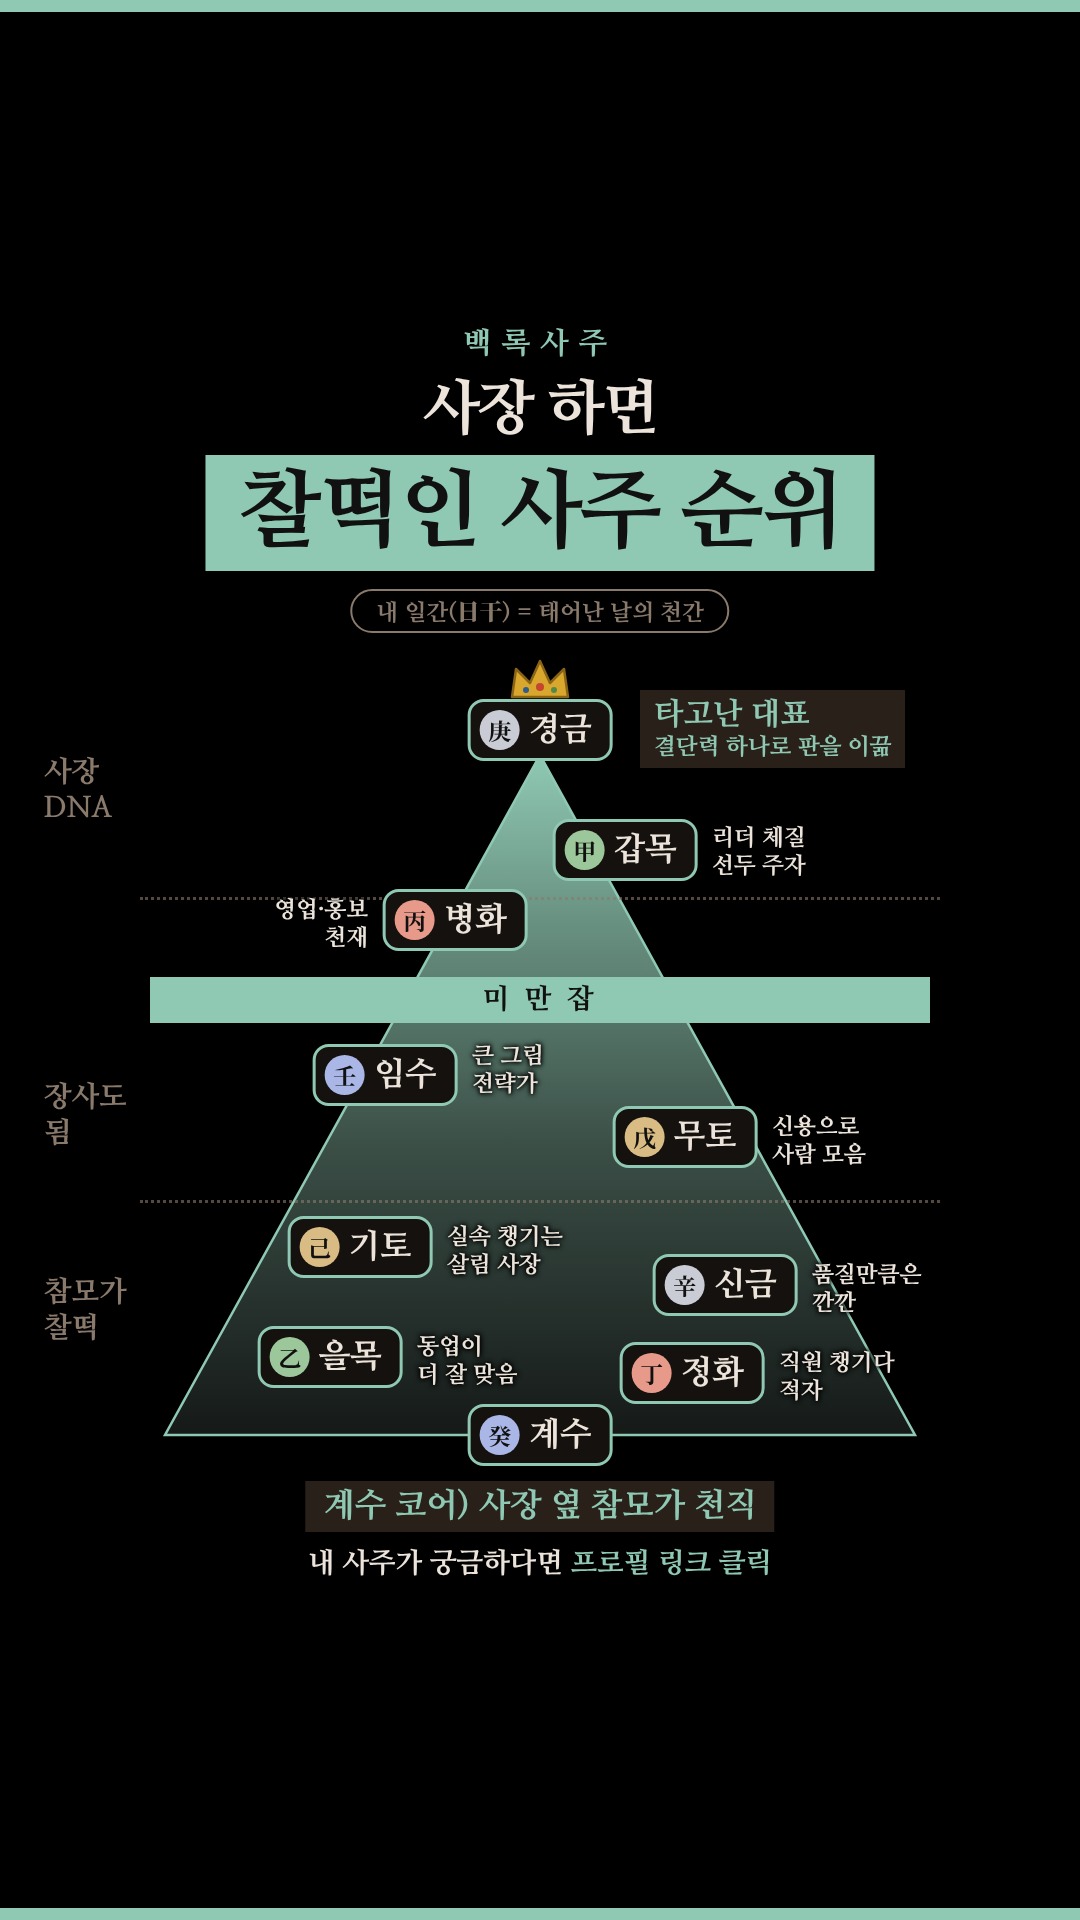 백록사주
사장 하면
찰떡인 사주 순위
내 일간(日干) = 태어난 날의 천간
庚 경금
타고난 대표
결단력 하나로 판을 이끎
사장
DNA
甲 갑목
리더 체질
선두 주자
영업·홍보
천재
丙 병화
미만잡
壬 임수
큰 그림
전략가
장사도
됨
戊 무토
신용으로
사람 모음
己 기토
실속 챙기는
살림 사장
辛 신금
품질만큼은
깐깐
참모가
찰떡
乙 을목
동업이
더 잘 맞음
丁 정화
직원 챙기다
적자
癸 계수
계수 코어) 사장 옆 참모가 천직
내 사주가 궁금하다면 프로필 링크 클릭